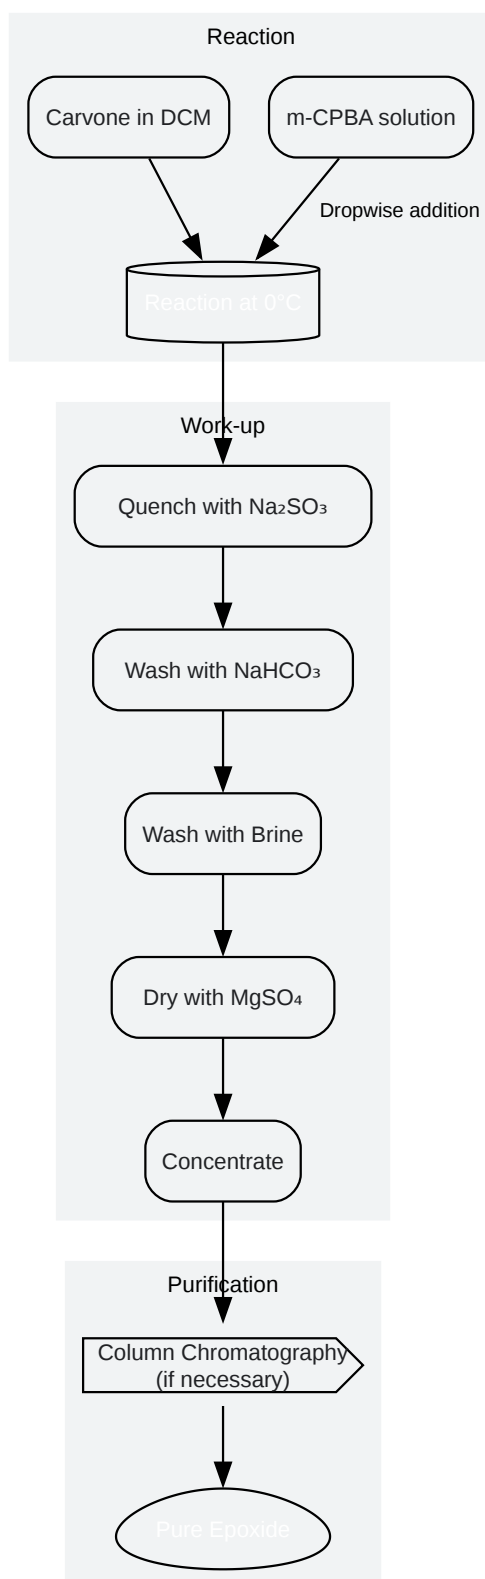 Reaction
Carvone in DCM
m-CPBA solution
Dropwise addition
Reaction at 0°C
Work-up
Quench with Na₂SO₃
Wash with NaHCO₃
Wash with Brine
Dry with MgSO₄
Concentrate
Purification
Column Chromatography
(if necessary)
Pure Epoxide